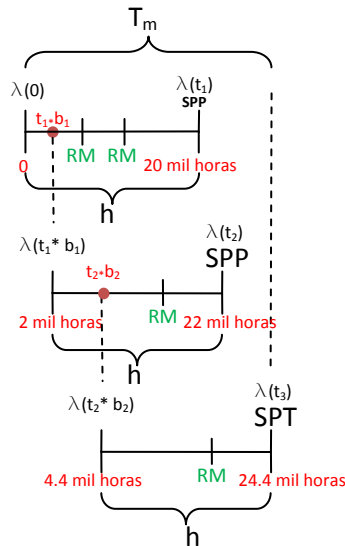 Tm
λ(0) λ(t1)
SPP
t1*b1
RM RM
0 20 mil horas
h
λ(t1* b1) λ(t2)
SPP
t2*b2
RM
2 mil horas 22 mil horas
h
λ(t2* b2) λ(t3)
SPT
RM
4.4 mil horas 24.4 mil horas
h